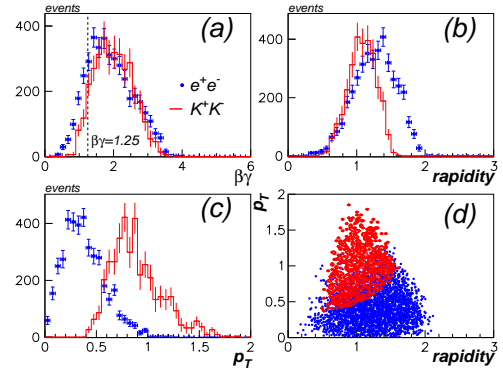 events
(a)
400
200
0
e⁺e⁻
K⁺K⁻
βγ=1.25
0 2 4 6
βγ
events
(b)
400
200
0
0 1 2 3
rapidity
events
(c)
400
200
0
0 0.5 1 1.5 2
p_T
p_T
(d)
2
1.5
1
0.5
0
0 1 2 3
rapidity